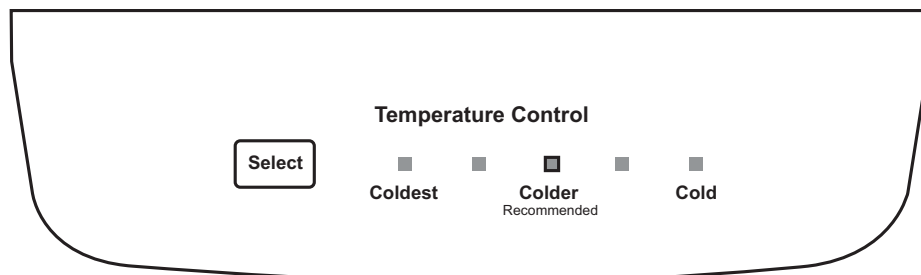 Temperature Control
Select
Coldest Colder Cold
Recommended